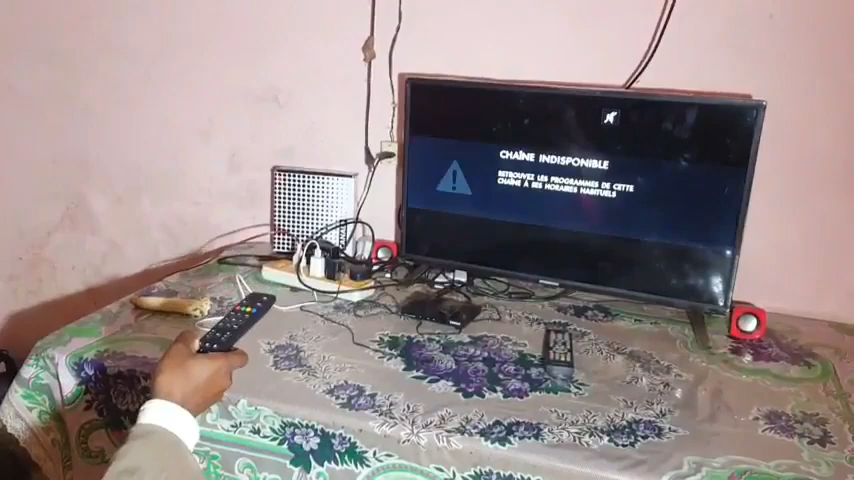 CHAÎNE INDISPONIBLE
RETROUVEZ LES PROGRAMMES DE CETTE
CHAÎNE À SES HORAIRES HABITUELS